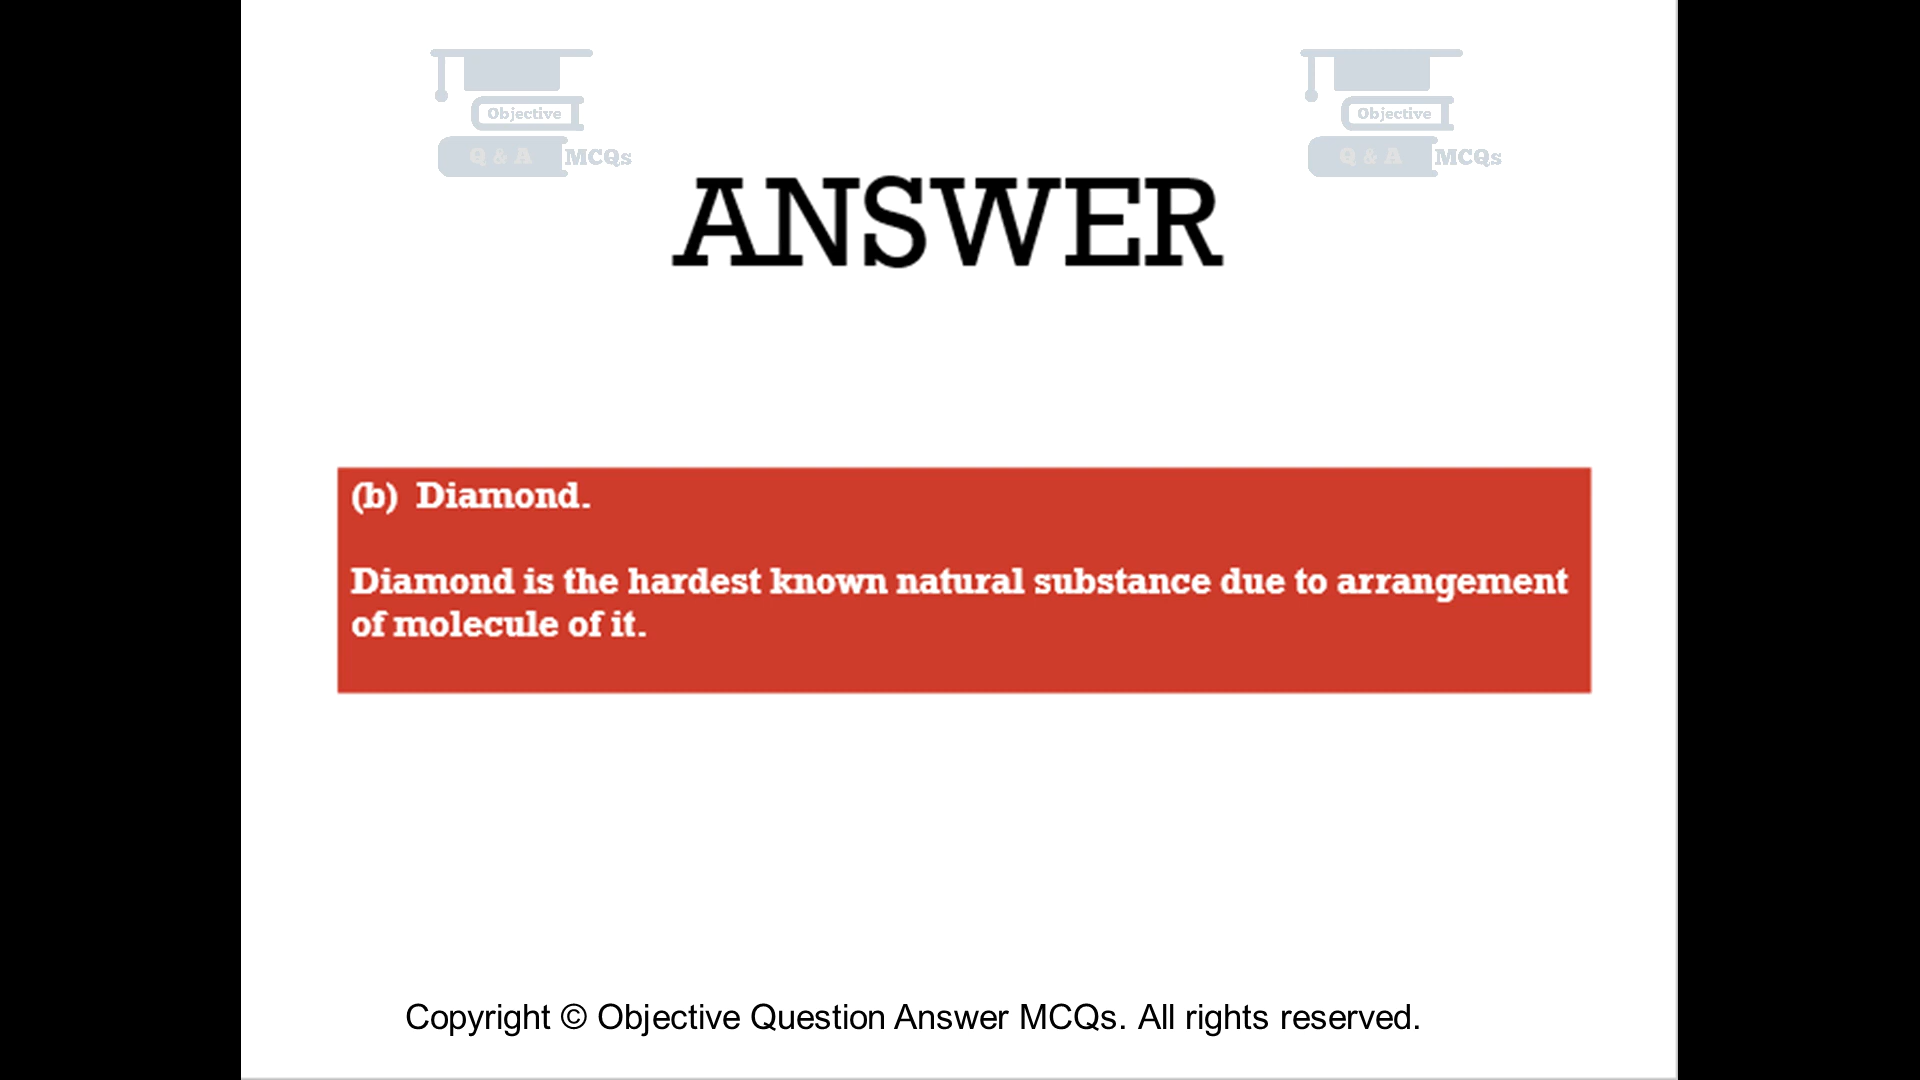 Objective
Q & A MCQs
Objective
Q & A MCQs
ANSWER
(b) Diamond.
Diamond is the hardest known natural substance due to arrangement
of molecule of it.
Copyright © Objective Question Answer MCQs. All rights reserved.